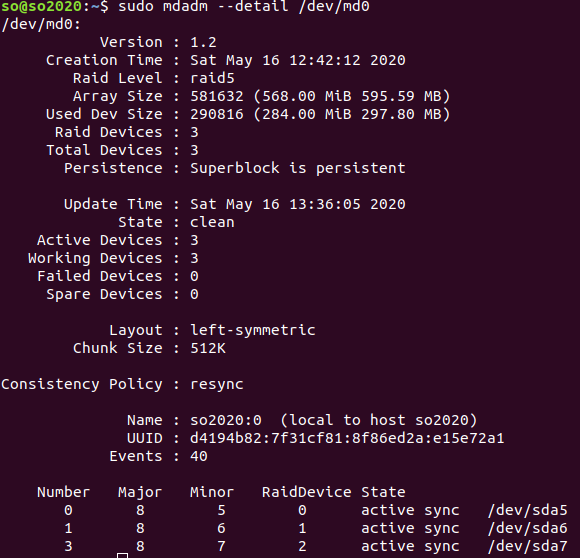 so@so2020:~$ sudo mdadm --detail /dev/md0
/dev/md0:
Version : 1.2
Creation Time : Sat May 16 12:42:12 2020
Raid Level : raid5
Array Size : 581632 (568.00 MiB 595.59 MB)
Used Dev Size : 290816 (284.00 MiB 297.80 MB)
Raid Devices : 3
Total Devices : 3
Persistence : Superblock is persistent
Update Time : Sat May 16 13:36:05 2020
State : clean
Active Devices : 3
Working Devices : 3
Failed Devices : 0
Spare Devices : 0
Layout : left-symmetric
Chunk Size : 512K
Consistency Policy : resync
Name : so2020:0  (local to host so2020)
UUID : d4194b82:7f31cf81:8f86ed2a:e15e72a1
Events : 40
Number   Major   Minor   RaidDevice State
0       8        5        0      active sync   /dev/sda5
1       8        6        1      active sync   /dev/sda6
3       8        7        2      active sync   /dev/sda7